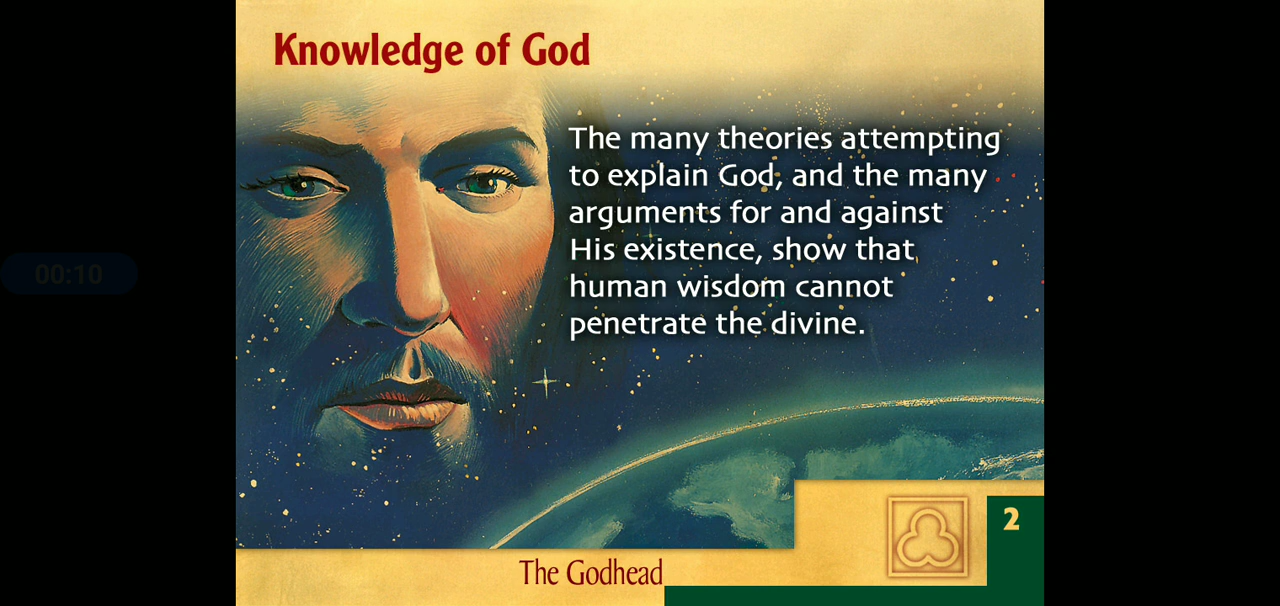 Knowledge of God
The many theories attempting
to explain God, and the many
arguments for and against
His existence, show that
human wisdom cannot
penetrate the divine.
00:10
2
The Godhead